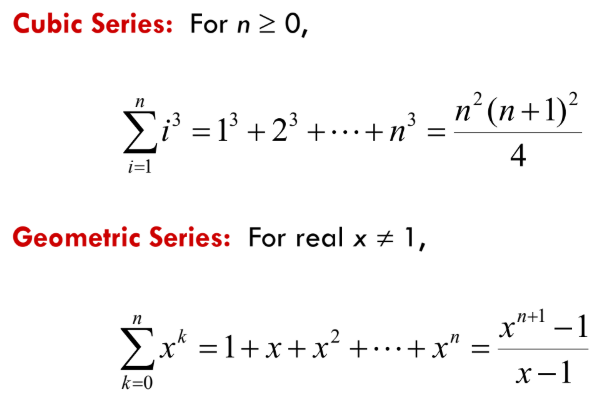 Cubic Series: For n ≥ 0,
∑_{i=1}^{n} i³ = 1³ + 2³ + ⋯ + n³ = n²(n+1)² / 4
Geometric Series: For real x ≠ 1,
∑_{k=0}^{n} x^k = 1 + x + x² + ⋯ + x^n = (x^{n+1} − 1) / (x − 1)